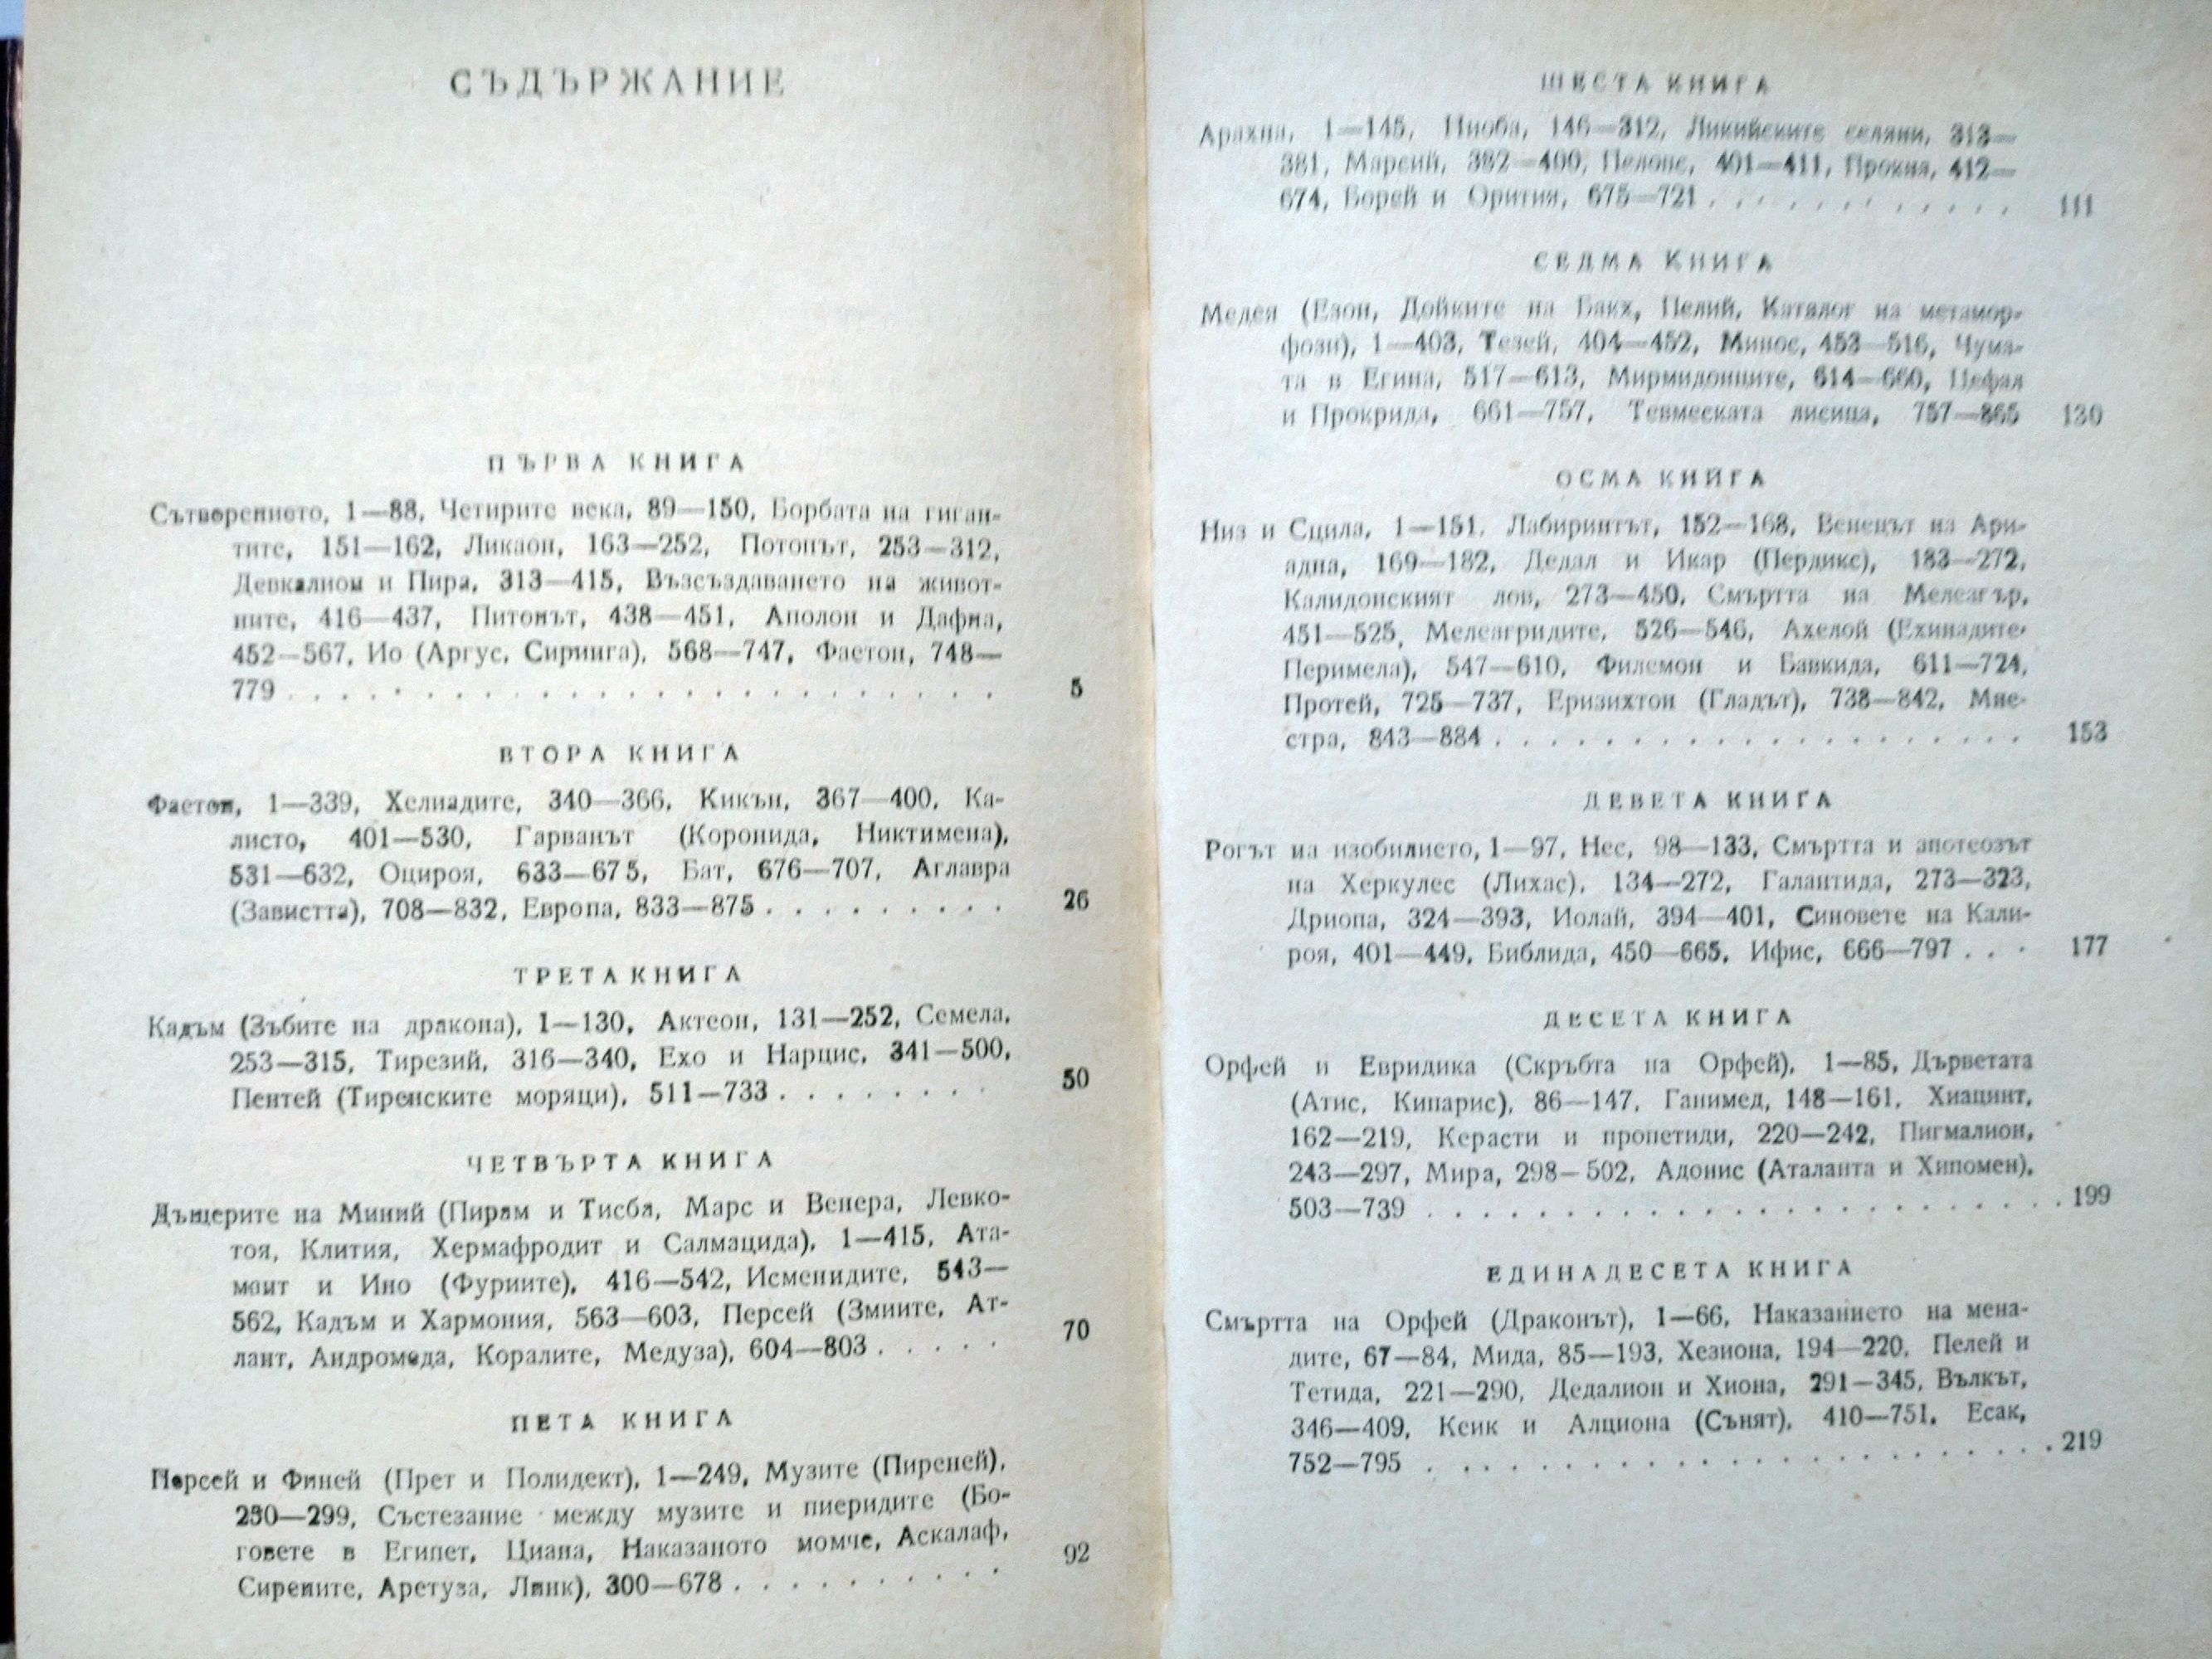 СЪДЪРЖАНИЕ
ПЪРВА КНИГА
Сътворението, 1—88, Четирите века, 89—150, Борбата на гиган-
тите, 151—162, Ликаон, 163—252, Потопът, 253—312,
Девкалион и Пира, 313—415, Възсъздаването на живот-
ните, 416—437, Питонът, 438—451, Аполон и Дафна,
452—567, Ио (Аргус, Сиринга), 568—747, Фаетон, 748—
779 . . . . . . . . . . . . . . . . . . . . . . . . . . 5
ВТОРА КНИГА
Фаетон, 1—339, Хелиадите, 340—366, Кикън, 367—400, Ка-
листо, 401—530, Гарванът (Коронида, Никтимена),
531—632, Оцироя, 633—675, Бат, 676—707, Аглавра
(Завистта), 708—832, Европа, 833—875 . . . . . . . . . 26
ТРЕТА КНИГА
Кадъм (Зъбите на дракона), 1—130, Актеон, 131—252, Семела,
253—315, Тирезий, 316—340, Ехо и Нарцис, 341—500,
Пентей (Тиренските моряци), 511—733 . . . . . . . . 50
ЧЕТВЪРТА КНИГА
Дъщерите на Миний (Пирам и Тисба, Марс и Венера, Левко-
тоя, Клития, Хермафродит и Салмацида), 1—415, Ата-
мант и Ино (Фуриите), 416—542, Исменидите, 543—
562, Кадъм и Хармония, 563—603, Персей (Змиите, Ат-
лант, Андромеда, Коралите, Медуза), 604—803 . . . . . 70
ПЕТА КНИГА
Персей и Финей (Прет и Полидект), 1—249, Музите (Пиреней),
250—299, Състезание между музите и пиеридите (Бо-
говете в Египет, Циана, Наказаното момче, Аскалаф,
Сирените, Аретуза, Линк), 300—678 . . . . . . . . . . 92
ШЕСТА КНИГА
Арахна, 1—145, Ниоба, 146—312, Ликийските селяни, 313—
381, Марсий, 382—400, Пелопс, 401—411, Прокна, 412—
674, Борей и Орития, 675—721 . . . . . . . . . . . . 111
СЕДМА КНИГА
Медея (Езон, Дойките на Бакх, Пелий, Каталог на метамор-
фози), 1—403, Тезей, 404—452, Минос, 453—516, Чума-
та в Егина, 517—613, Мирмидонците, 614—660, Цефал
и Прокрида, 661—757, Тевмеската лисица, 757—865 130
ОСМА КНИГА
Низ и Сцила, 1—151, Лабиринтът, 152—168, Венецът на Ари-
адна, 169—182, Дедал и Икар (Пердикс), 183—272,
Калидонският лов, 273—450, Смъртта на Мелеагър,
451—525, Мелеагридите, 526—546, Ахелой (Ехинадите,
Перимела), 547—610, Филемон и Бавкида, 611—724,
Протей, 725—737, Еризихтон (Гладът), 738—842, Мне-
стра, 843—884 . . . . . . . . . . . . . . . . . . . 153
ДЕВЕТА КНИГА
Рогът на изобилието, 1—97, Нес, 98—133, Смъртта и апотеозът
на Херкулес (Лихас), 134—272, Галантида, 273—323,
Дриопа, 324—393, Иолай, 394—401, Синовете на Кали-
роя, 401—449, Библида, 450—665, Ифис, 666—797 . . . 177
ДЕСЕТА КНИГА
Орфей и Евридика (Скръбта на Орфей), 1—85, Дърветата
(Атис, Кипарис), 86—147, Ганимед, 148—161, Хиацинт,
162—219, Керасти и пропетиди, 220—242, Пигмалион,
243—297, Мира, 298—502, Адонис (Аталанта и Хипомен),
503—739 . . . . . . . . . . . . . . . . . . . . . . . 199
ЕДИНАДЕСЕТА КНИГА
Смъртта на Орфей (Драконът), 1—66, Наказанието на мена-
дите, 67—84, Мида, 85—193, Хезиона, 194—220, Пелей и
Тетида, 221—290, Дедалион и Хиона, 291—345, Вълкът,
346—409, Кеик и Алциона (Сънят), 410—751, Есак,
752—795 . . . . . . . . . . . . . . . . . . . . . . . 219